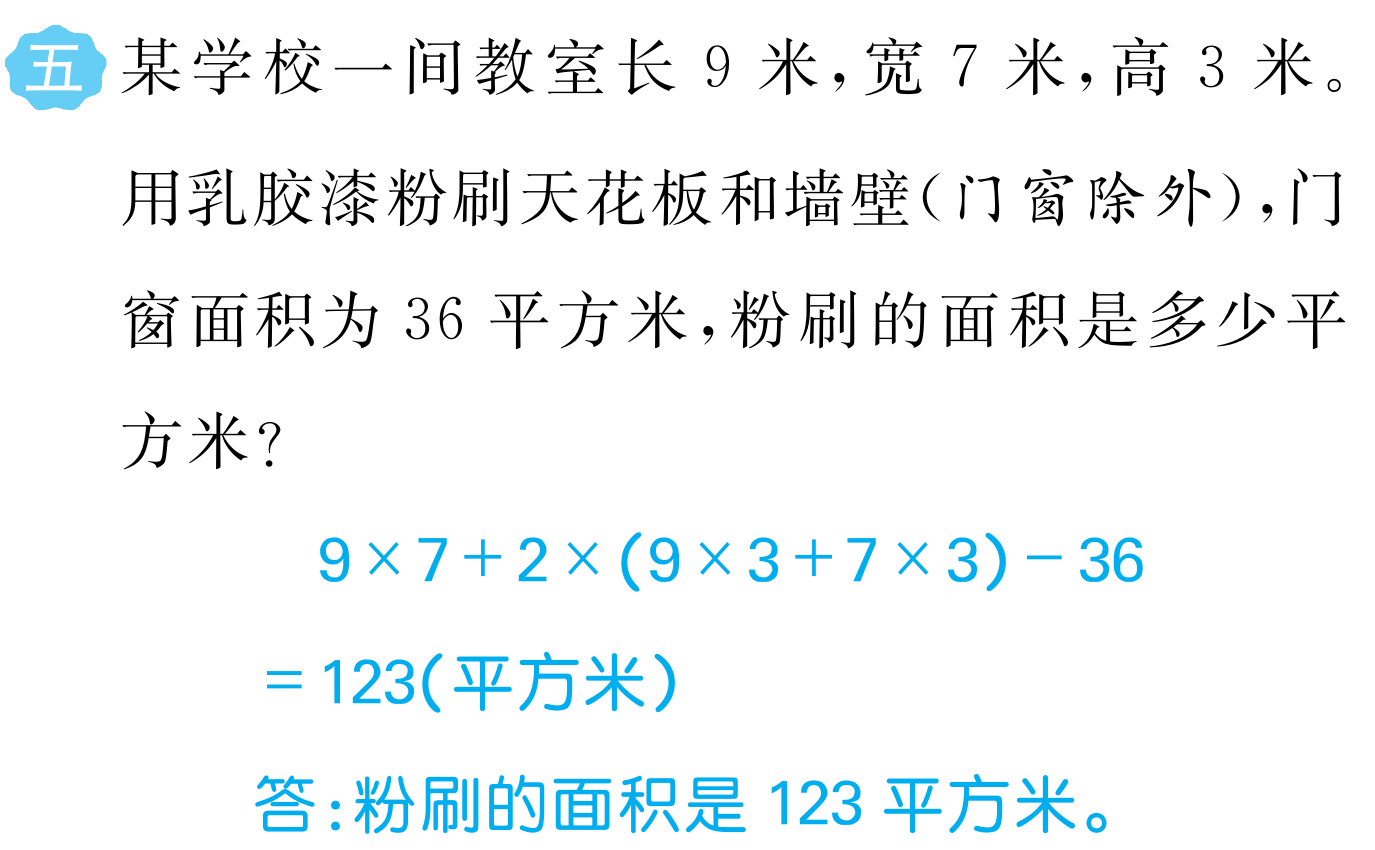 五 某学校一间教室长 9 米,宽 7 米,高 3 米。
用乳胶漆粉刷天花板和墙壁(门窗除外),门
窗面积为 36 平方米,粉刷的面积是多少平
方米?
9×7+2×(9×3+7×3)-36
=123(平方米)
答:粉刷的面积是 123 平方米。